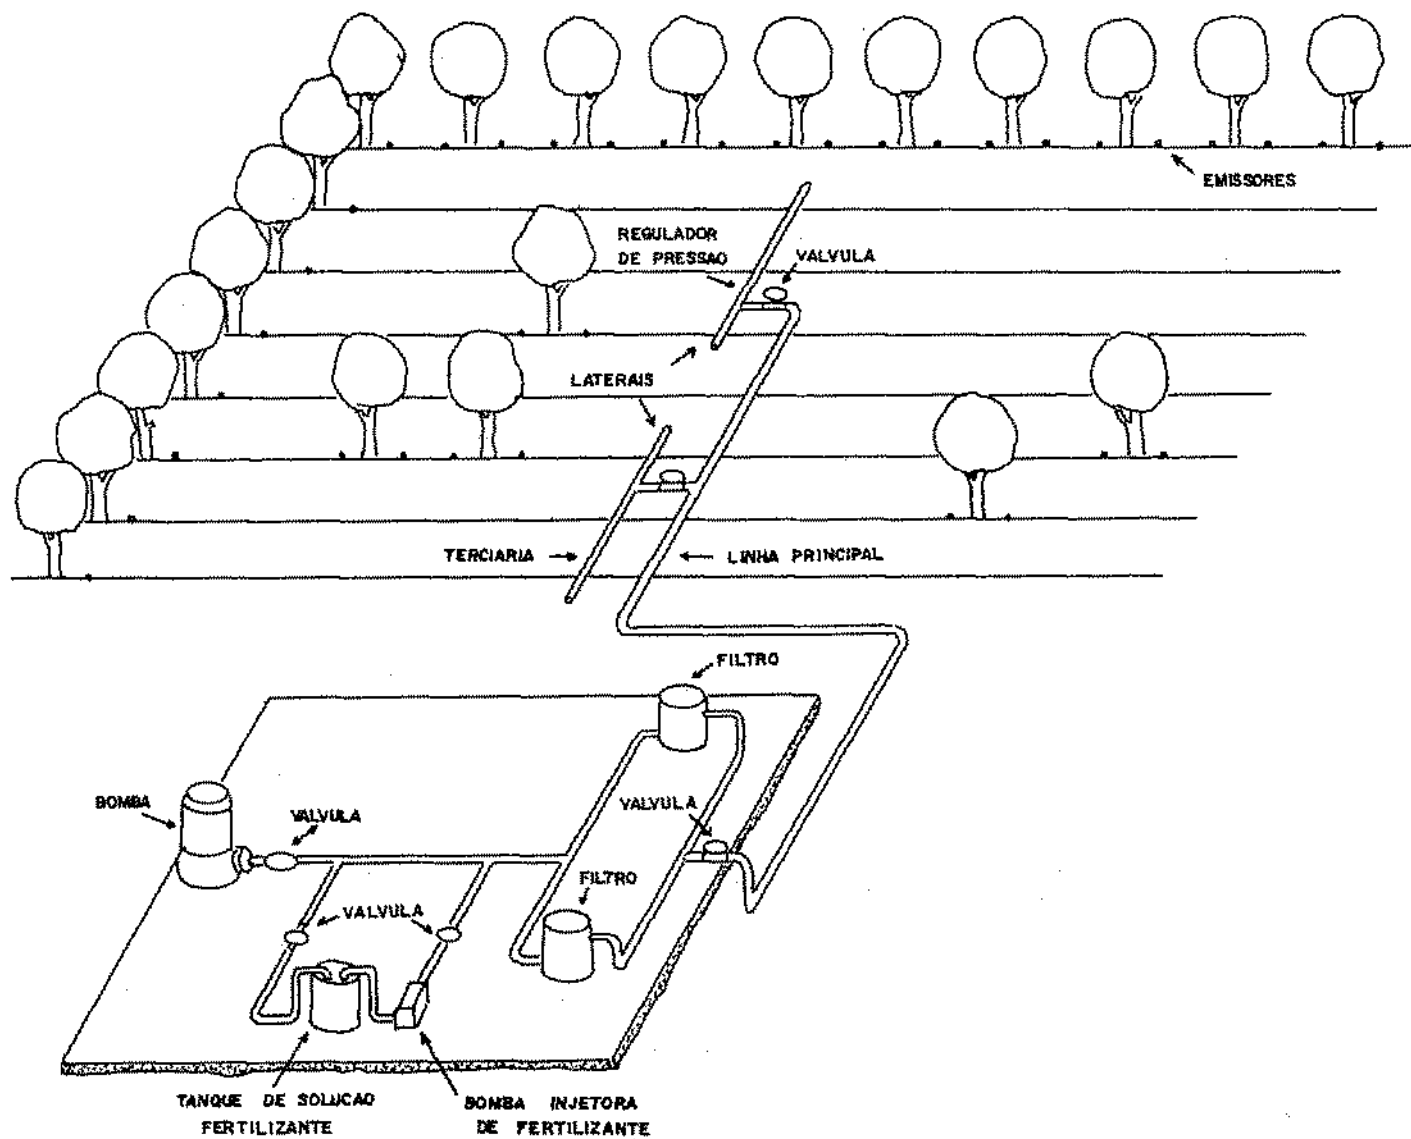 EMISSORES
REGULADOR
DE PRESSAO
VALVULA
LATERAIS
TERCIARIA
LINHA PRINCIPAL
FILTRO
BOMBA
VALVULA
VALVULA
FILTRO
VALVULA
TANQUE DE SOLUCAO
FERTILIZANTE
BOMBA INJETORA
DE FERTILIZANTE